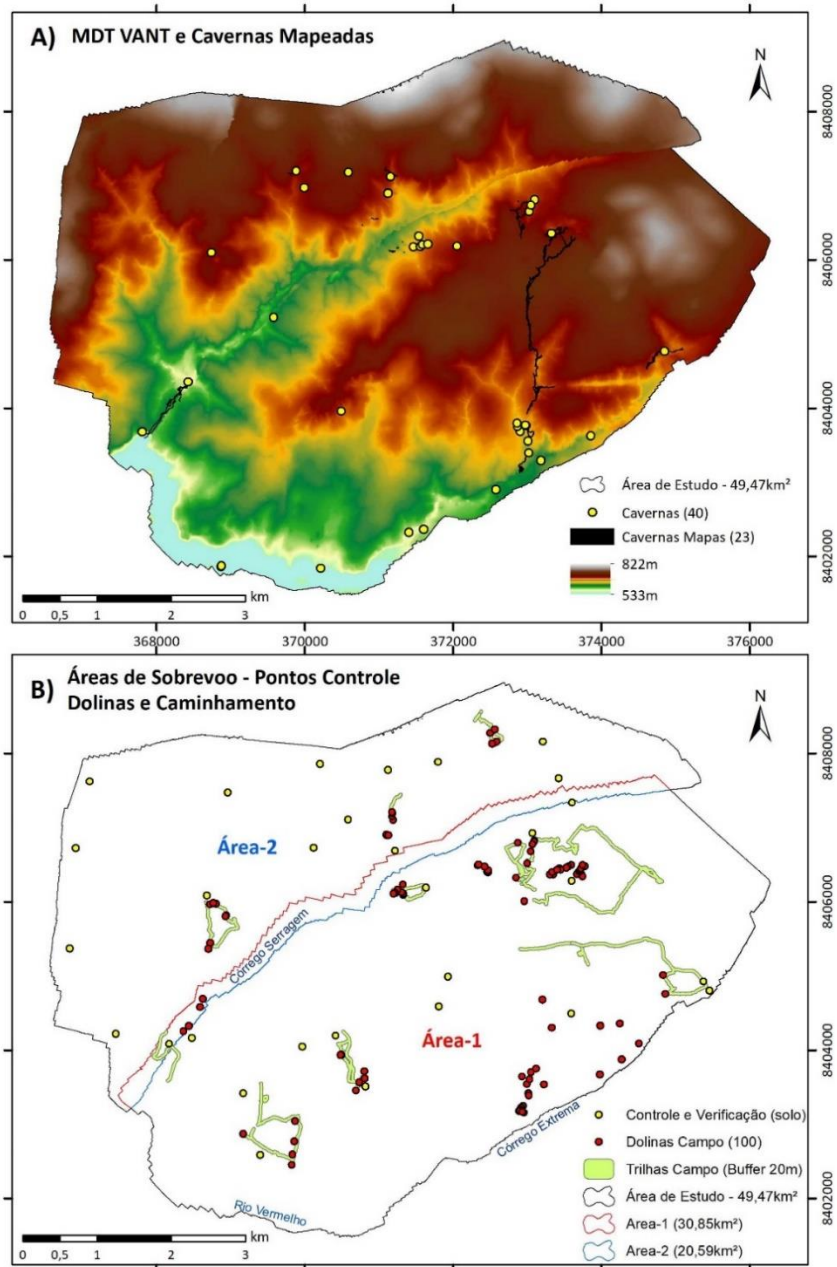 A) MDT VANT e Cavernas Mapeadas
N
8408000
8406000
8404000
8402000
Área de Estudo - 49,47km²
Cavernas (40)
Cavernas Mapas (23)
822m
533m
km
0 0,5 1 2 3
368000 370000 372000 374000 376000
B) Áreas de Sobrevoo - Pontos Controle
Dolinas e Caminhamento
N
8408000
Área-2
8406000
Córrego Serragem
Área-1
8404000
Córrego Extrema
Rio Vermelho
8402000
Controle e Verificação (solo)
Dolinas Campo (100)
Trilhas Campo (Buffer 20m)
Área de Estudo - 49,47km²
Area-1 (30,85km²)
Area-2 (20,59km²)
km
0 0,5 1 2 3